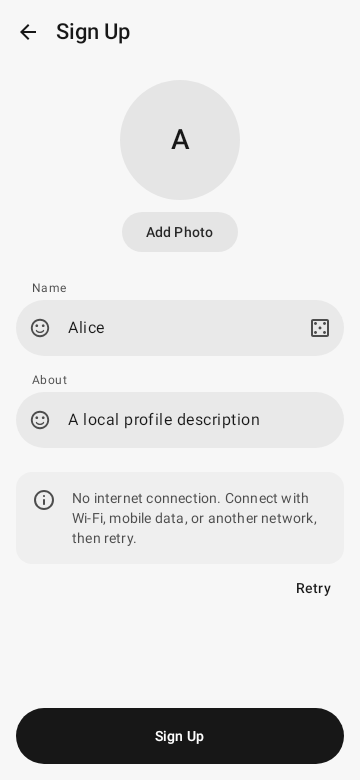 Sign Up
A
Add Photo
Name
Alice
About
A local profile description
No internet connection. Connect with
Wi-Fi, mobile data, or another network,
then retry.
Retry
Sign Up